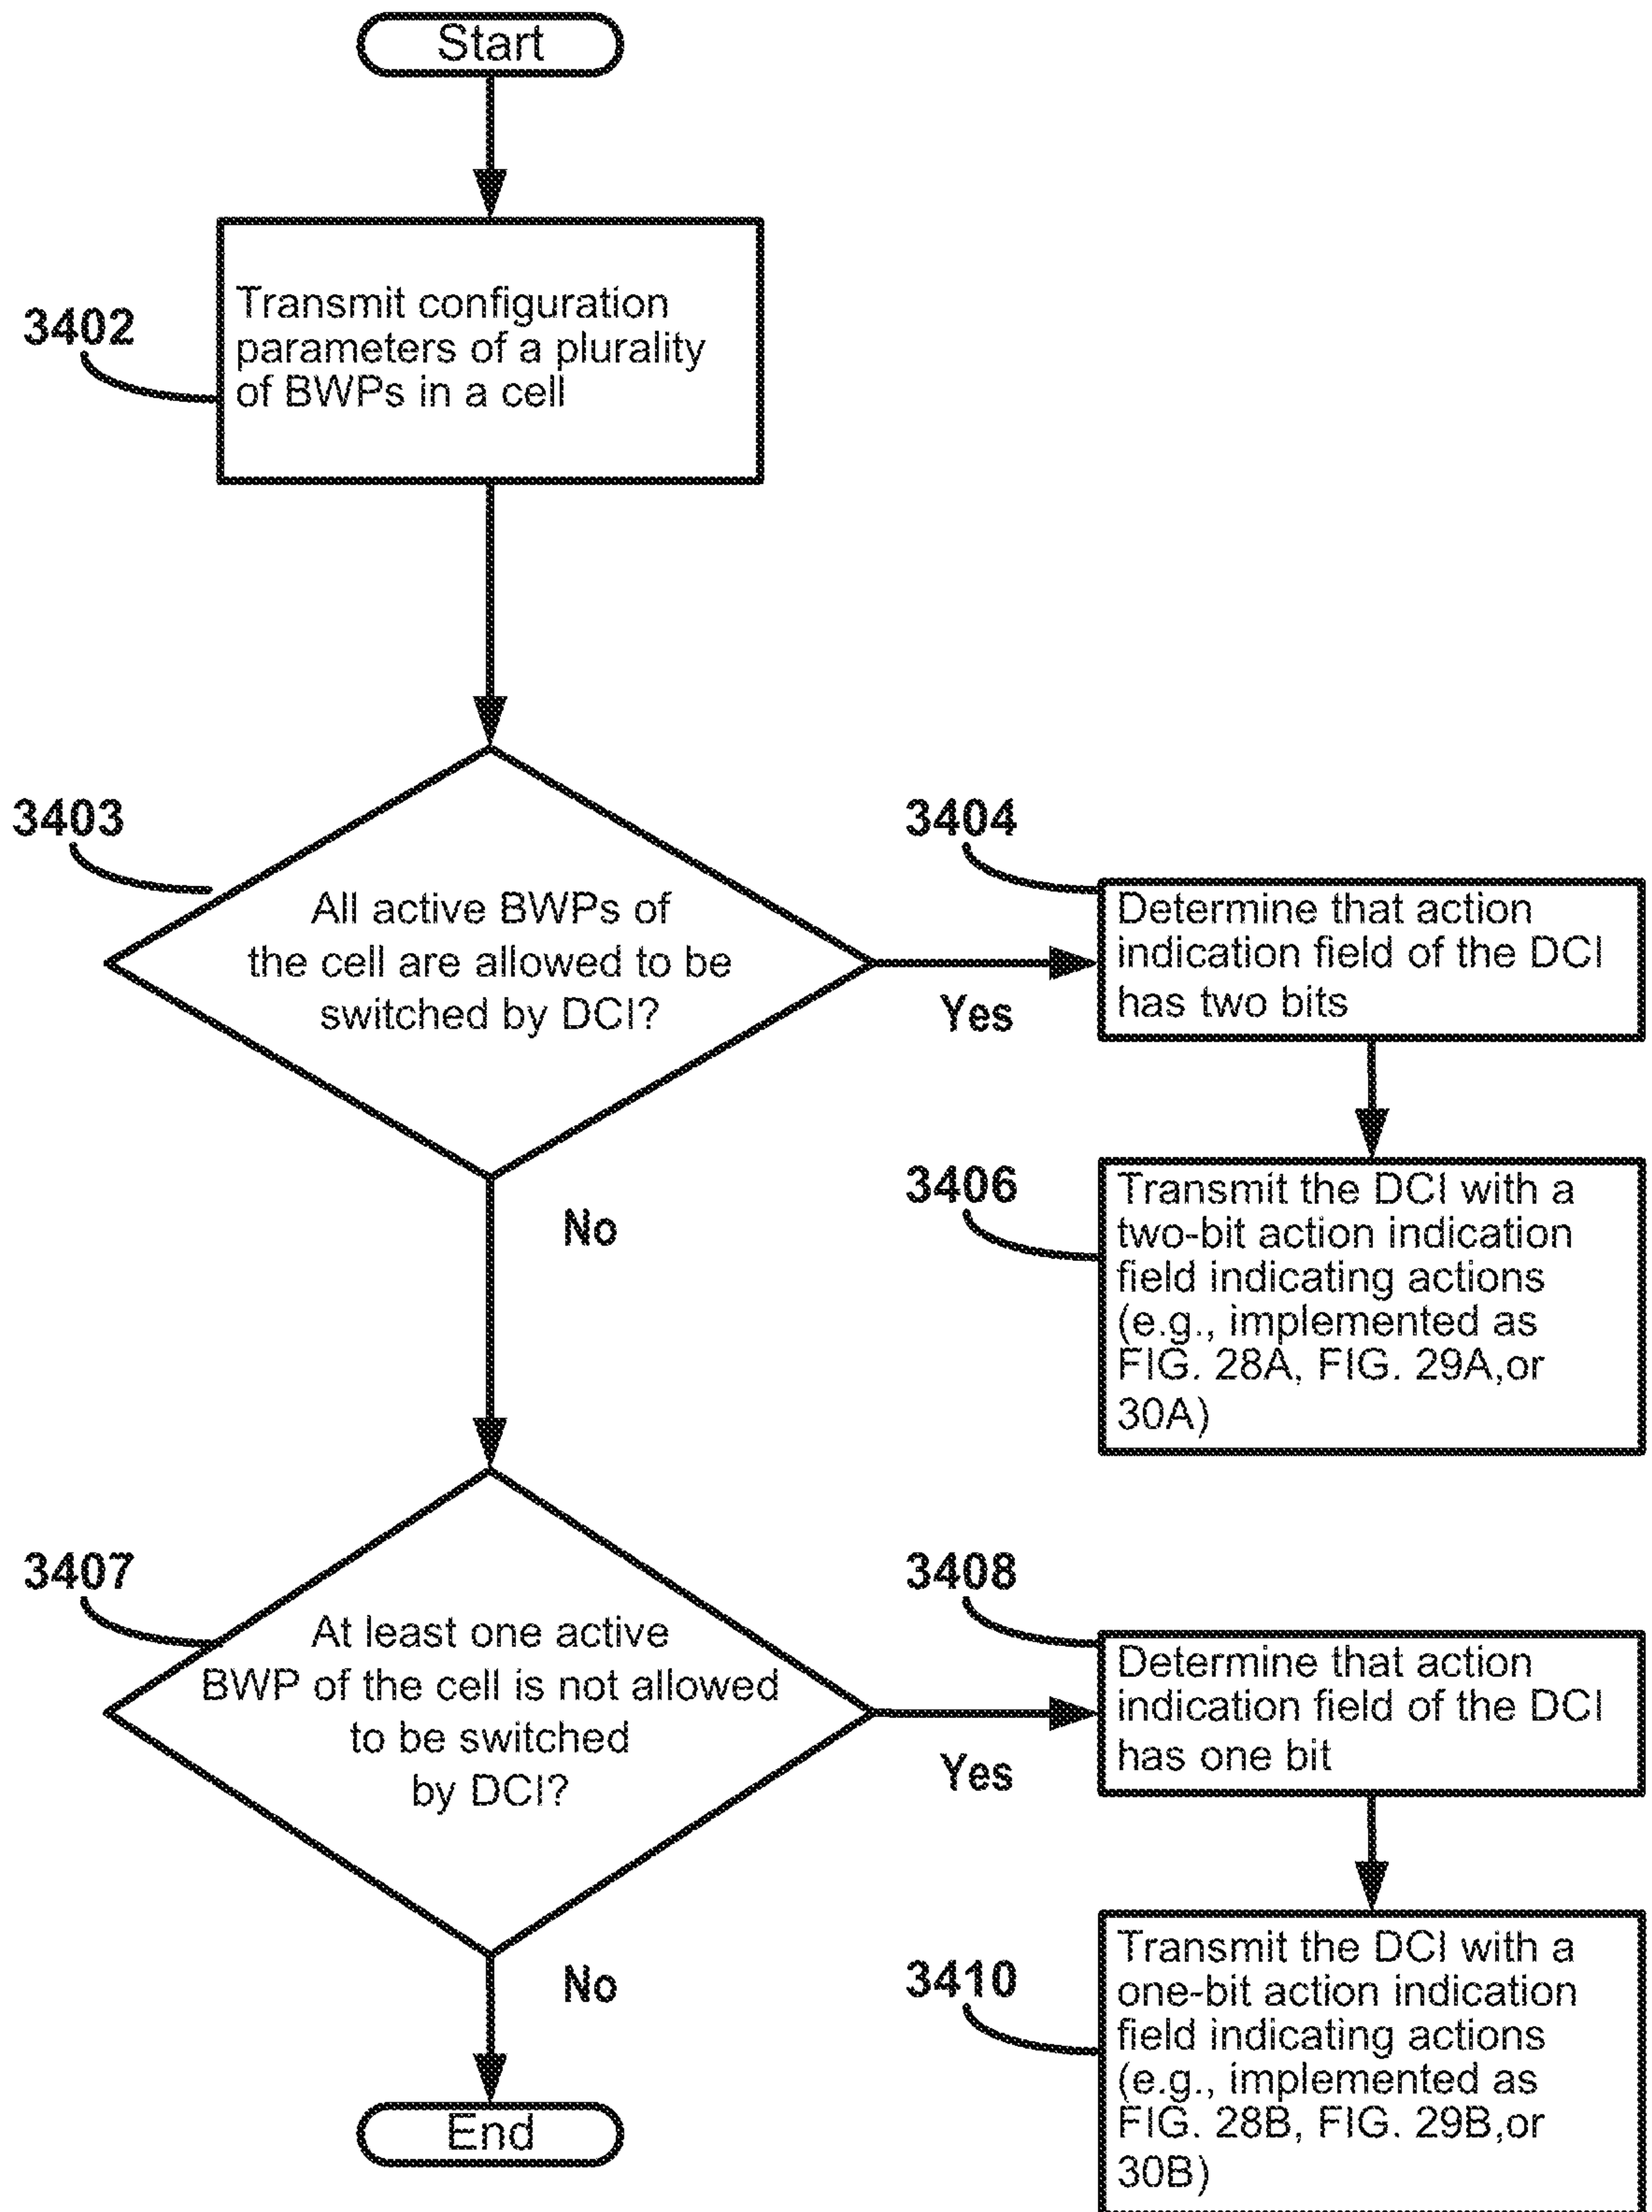 Start
3402
Transmit configuration
parameters of a plurality
of BWPs in a cell
3403
All active BWPs of
the cell are allowed to be
switched by DCI?
Yes
No
3404
Determine that action
indication field of the DCI
has two bits
3406
Transmit the DCI with a
two-bit action indication
field indicating actions
(e.g., implemented as
FIG. 28A, FIG. 29A,or
30A)
3407
At least one active
BWP of the cell is not allowed
to be switched
by DCI?
Yes
No
3408
Determine that action
indication field of the DCI
has one bit
3410
Transmit the DCI with a
one-bit action indication
field indicating actions
(e.g., implemented as
FIG. 28B, FIG. 29B,or
30B)
End